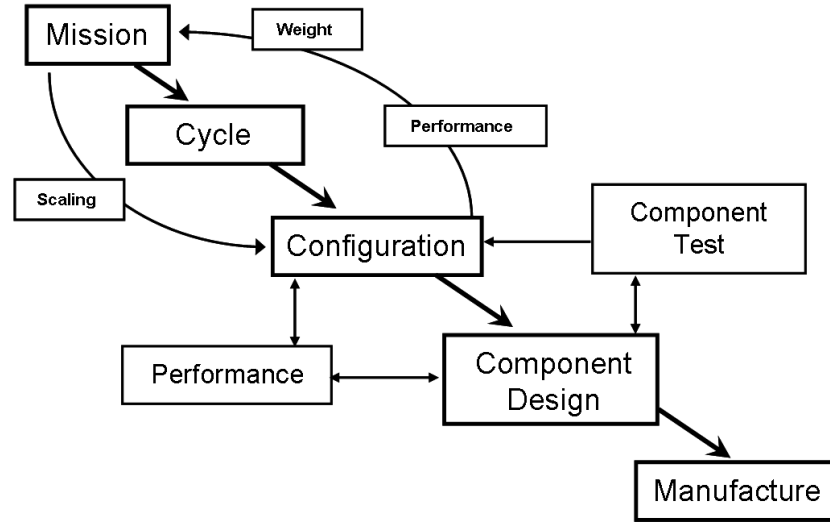 Mission
Weight
Cycle
Performance
Scaling
Configuration
Component
Test
Performance
Component
Design
Manufacture